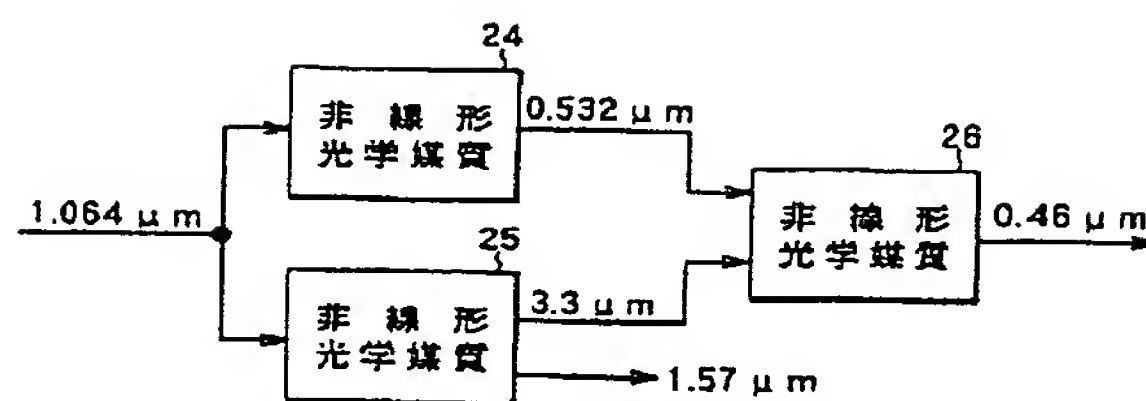 24
非線形
光学媒質
0.532 μm
1.064 μm
25
非線形
光学媒質
3.3 μm
1.57 μm
26
非線形
光学媒質
0.46 μm